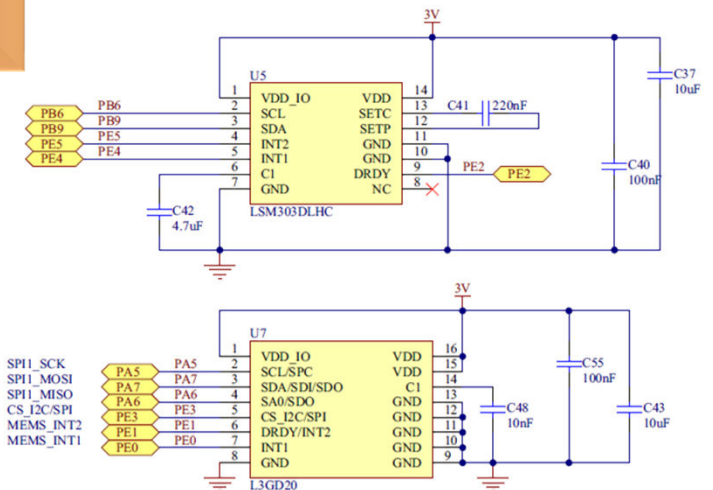 3V
U5
1 VDD_IO VDD 14
PB6 PB6 2 SCL SETC 13 C41 220nF
PB9 PB9 3 SDA SETP 12
PE5 PE5 4 INT2 GND 11
PE4 PE4 5 INT1 GND 10
6 C1 DRDY 9 PE2 PE2
7 GND NC 8
LSM303DLHC
C42
4.7uF
C37
10uF
C40
100nF
3V
U7
1 VDD_IO VDD 16
SPI1_SCK PA5 PA5 2 SCL/SPC VDD 15
SPI1_MOSI PA7 PA7 3 SDA/SDI/SDO C1 14
SPI1_MISO PA6 PA6 4 SA0/SDO GND 13
CS_I2C/SPI PE3 PE3 5 CS_I2C/SPI GND 12
MEMS_INT2 PE1 PE1 6 DRDY/INT2 GND 11
MEMS_INT1 PE0 PE0 7 INT1 GND 10
8 GND GND 9
L3GD20
C48
10nF
C55
100nF
C43
10uF